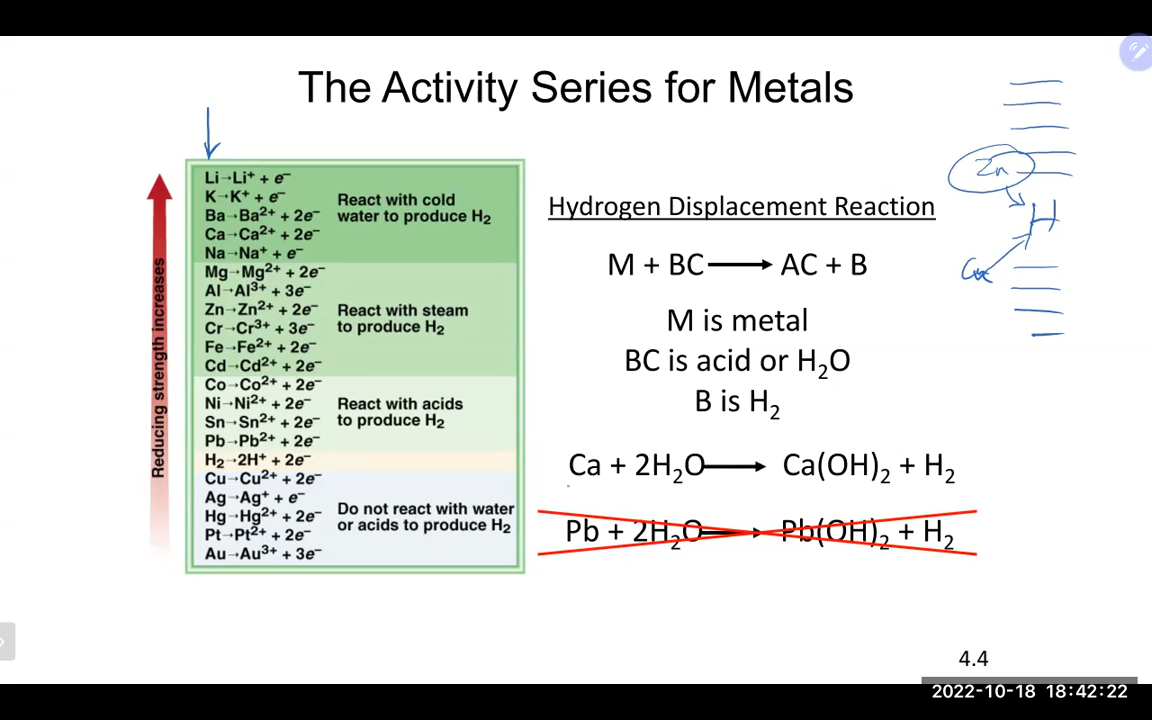 The Activity Series for Metals
Li→Li⁺ + e⁻
K→K⁺ + e⁻
Ba→Ba²⁺ + 2e⁻
Ca→Ca²⁺ + 2e⁻
Na→Na⁺ + e⁻
React with cold
water to produce H₂
Mg→Mg²⁺ + 2e⁻
Al→Al³⁺ + 3e⁻
Zn→Zn²⁺ + 2e⁻
Cr→Cr³⁺ + 3e⁻
Fe→Fe²⁺ + 2e⁻
Cd→Cd²⁺ + 2e⁻
React with steam
to produce H₂
Co→Co²⁺ + 2e⁻
Ni→Ni²⁺ + 2e⁻
Sn→Sn²⁺ + 2e⁻
Pb→Pb²⁺ + 2e⁻
React with acids
to produce H₂
H₂→2H⁺ + 2e⁻
Cu→Cu²⁺ + 2e⁻
Ag→Ag⁺ + e⁻
Hg→Hg²⁺ + 2e⁻
Pt→Pt²⁺ + 2e⁻
Au→Au³⁺ + 3e⁻
Do not react with water
or acids to produce H₂
Reducing strength increases
Hydrogen Displacement Reaction
M + BC → AC + B
M is metal
BC is acid or H₂O
B is H₂
Ca + 2H₂O → Ca(OH)₂ + H₂
Pb + 2H₂O → Pb(OH)₂ + H₂
Zn
H
4.4
2022-10-18 18:42:22